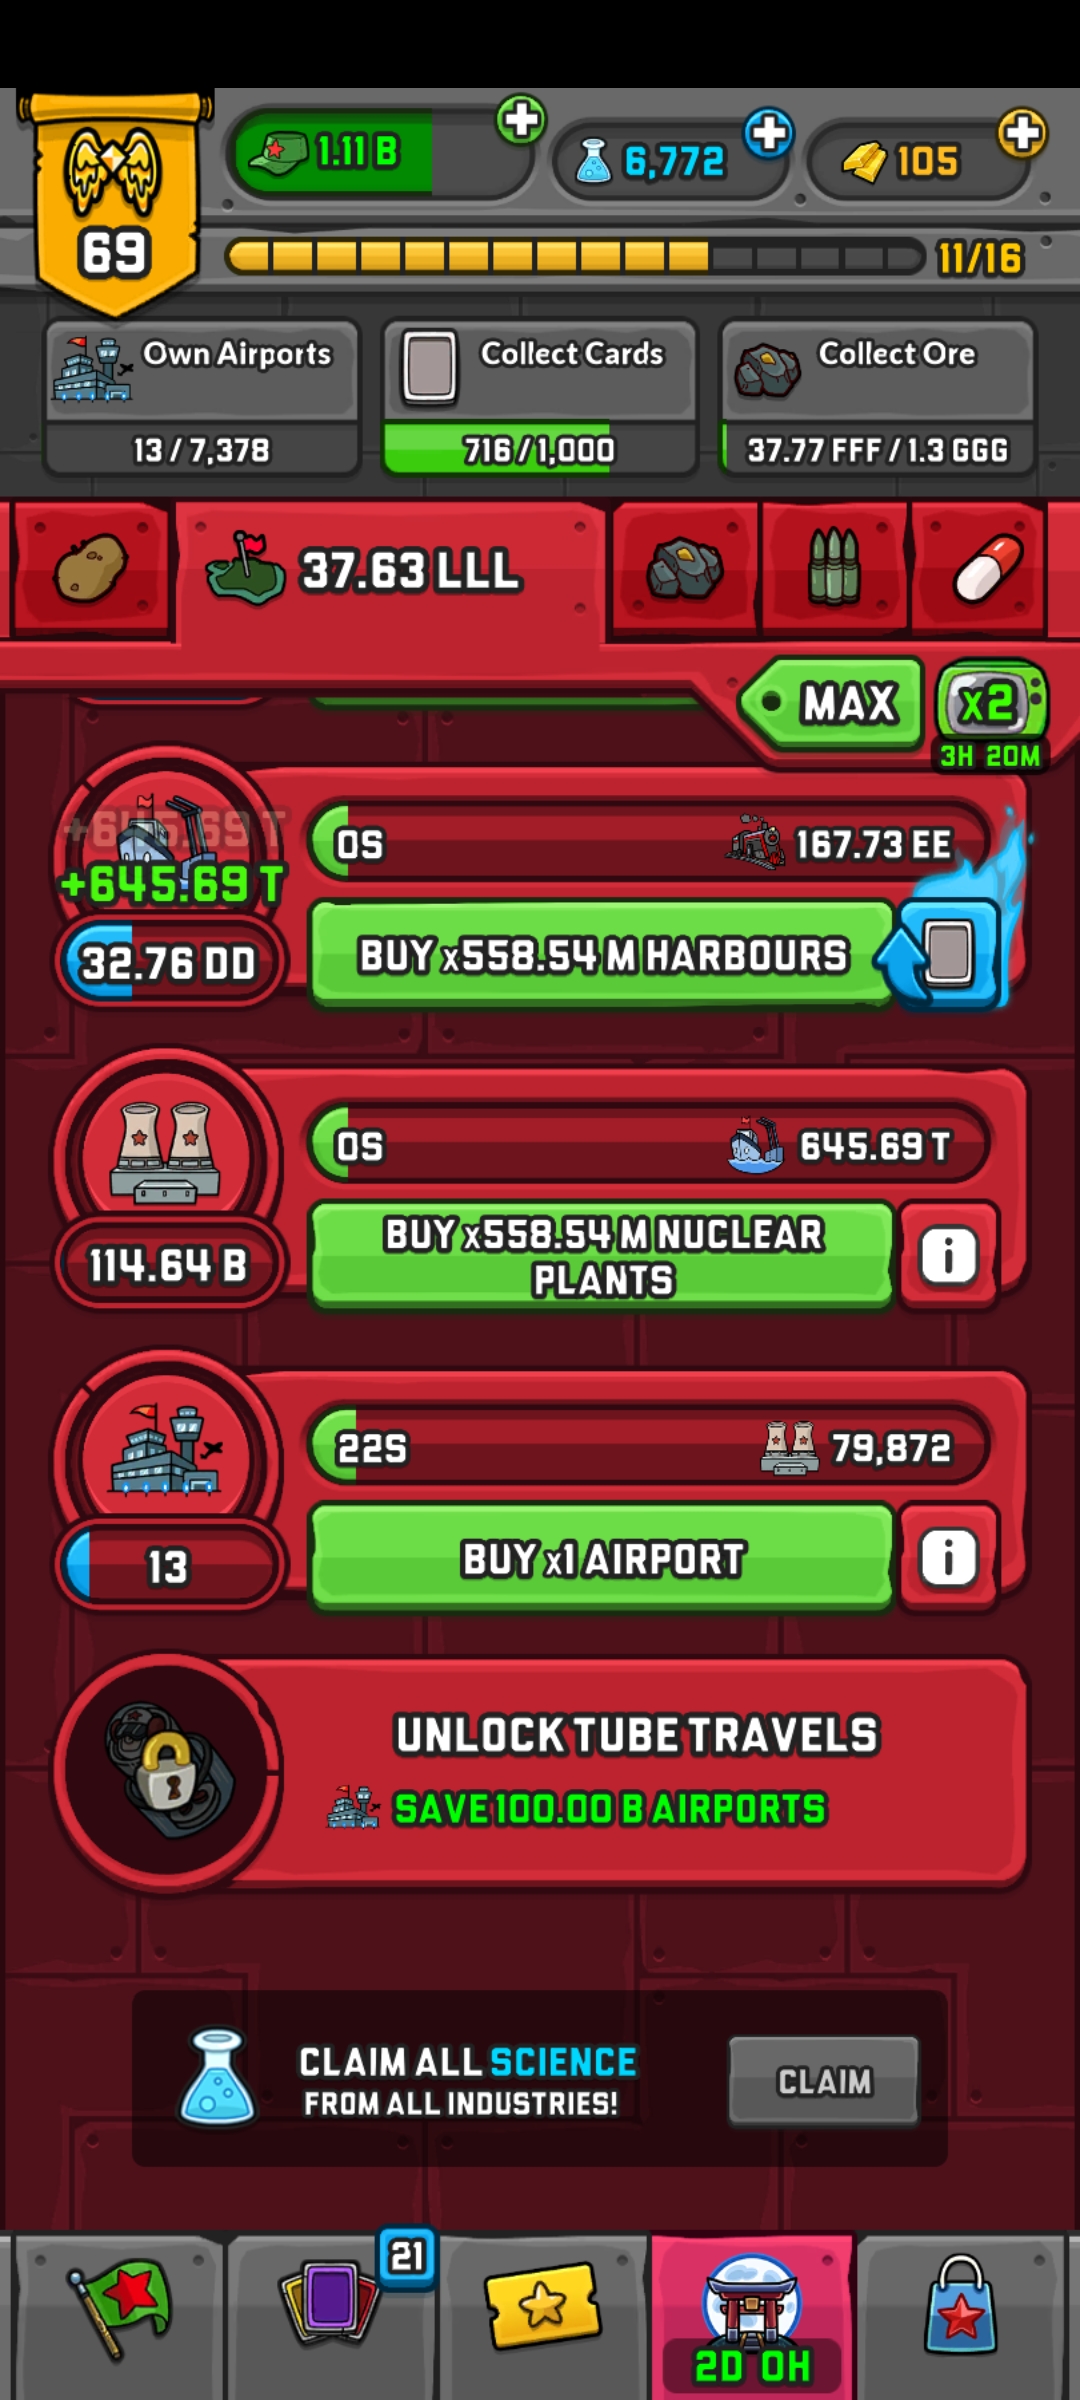 1.11 B
6,772
105
69
11/16
Own Airports
13 / 7,378
Collect Cards
716 / 1,000
Collect Ore
37.77 FFF / 1.3 GGG
37.63 LLL
MAX
x2
3H 20M
+645.69 T
+645.69 T
32.76 DD
0S
167.73 EE
BUY x558.54 M HARBOURS
0S
645.69 T
114.64 B
BUY x558.54 M NUCLEAR
PLANTS
i
22S
79,872
13
BUY x1 AIRPORT
i
UNLOCK TUBE TRAVELS
SAVE 100.00 B AIRPORTS
CLAIM ALL SCIENCE
FROM ALL INDUSTRIES!
CLAIM
21
2D 0H